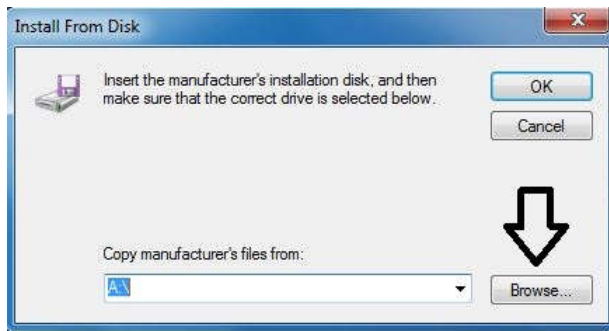 Install From Disk
Insert the manufacturer's installation disk, and then
make sure that the correct drive is selected below.
OK
Cancel
Copy manufacturer's files from:
A:\
Browse...